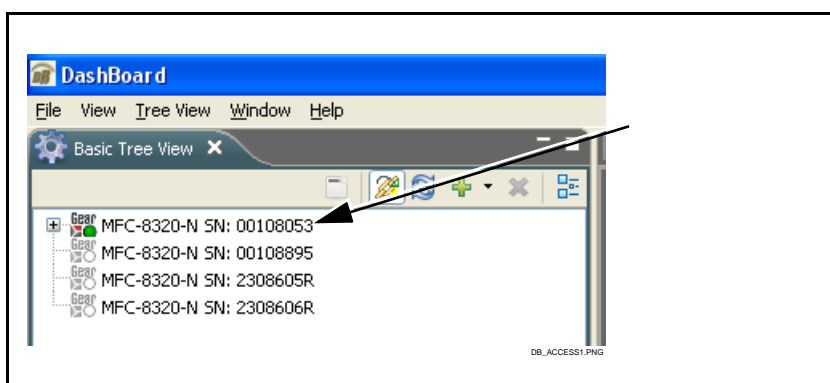 DB DashBoard
File View Tree View Window Help
Basic Tree View
Gear MFC-8320-N SN: 00108053
Gear MFC-8320-N SN: 00108895
Gear MFC-8320-N SN: 2308605R
Gear MFC-8320-N SN: 2308606R
DB_ACCESS1.PNG